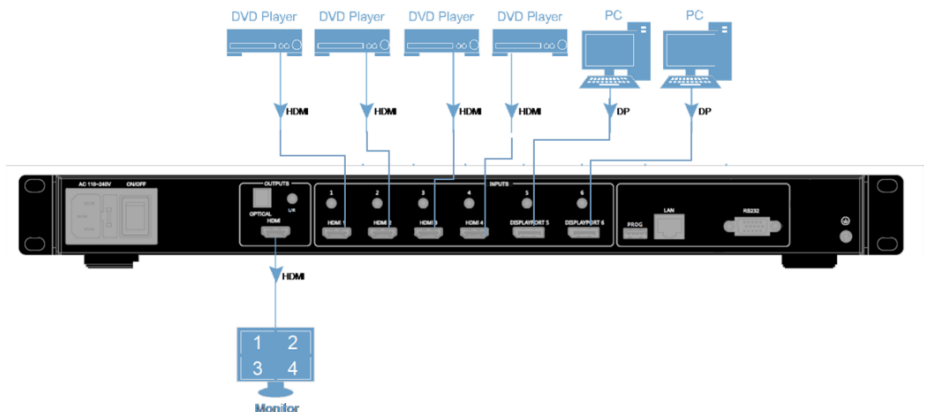 DVD Player DVD Player DVD Player DVD Player PC PC
HDMI HDMI HDMI HDMI DP DP
AC 110~240V ON/OFF OUTPUTS INPUTS
1 2 3 4 5 6
OPTICAL L/R LAN RS232
HDMI HDMI 1 HDMI 2 HDMI 3 HDMI 4 DISPLAYPORT 5 DISPLAYPORT 6 PROG
HDMI
1 2
3 4
Monitor